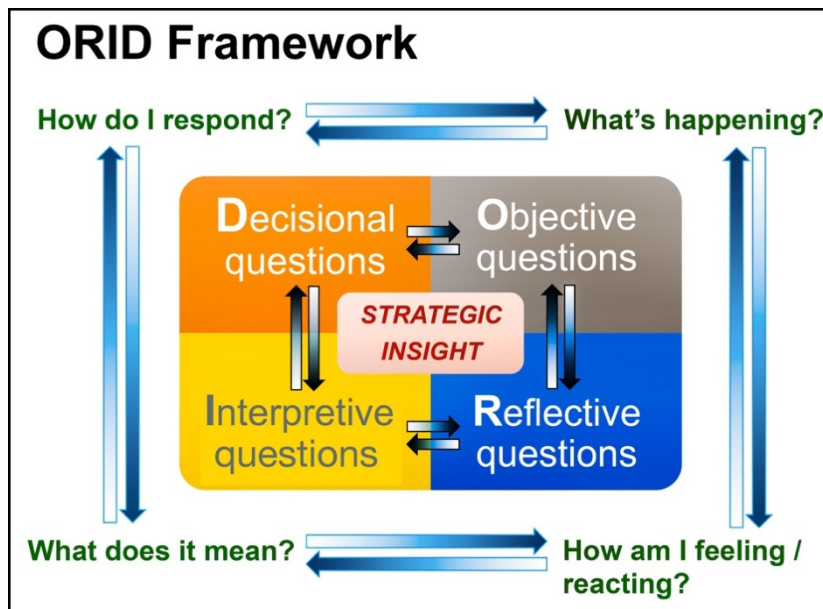 ORID Framework
How do I respond?
What's happening?
Decisional
questions
Objective
questions
STRATEGIC
INSIGHT
Interpretive
questions
Reflective
questions
What does it mean?
How am I feeling /
reacting?